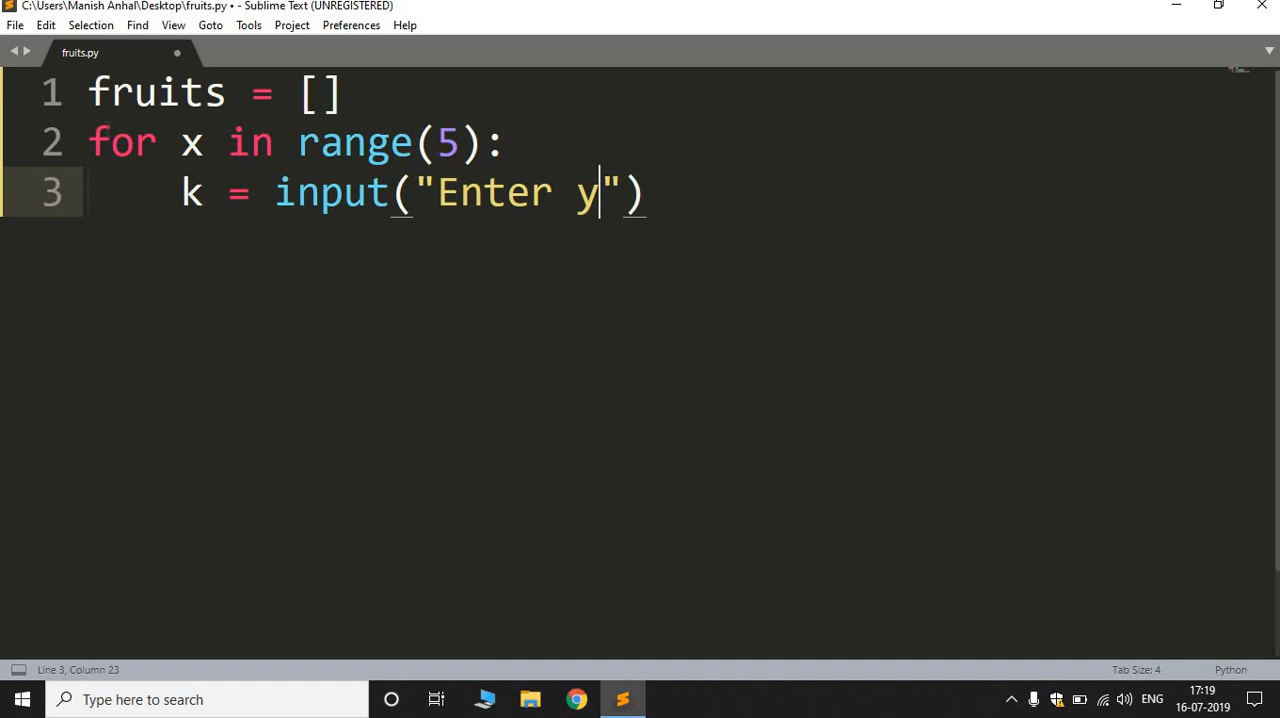 C:\Users\Manish Anhal\Desktop\fruits.py • - Sublime Text (UNREGISTERED)
File Edit Selection Find View Goto Tools Project Preferences Help
fruits.py
1 fruits = []
2 for x in range(5):
3 k = input("Enter y")
Line 3, Column 23 Tab Size: 4 Python
Type here to search ENG 17:19
16-07-2019